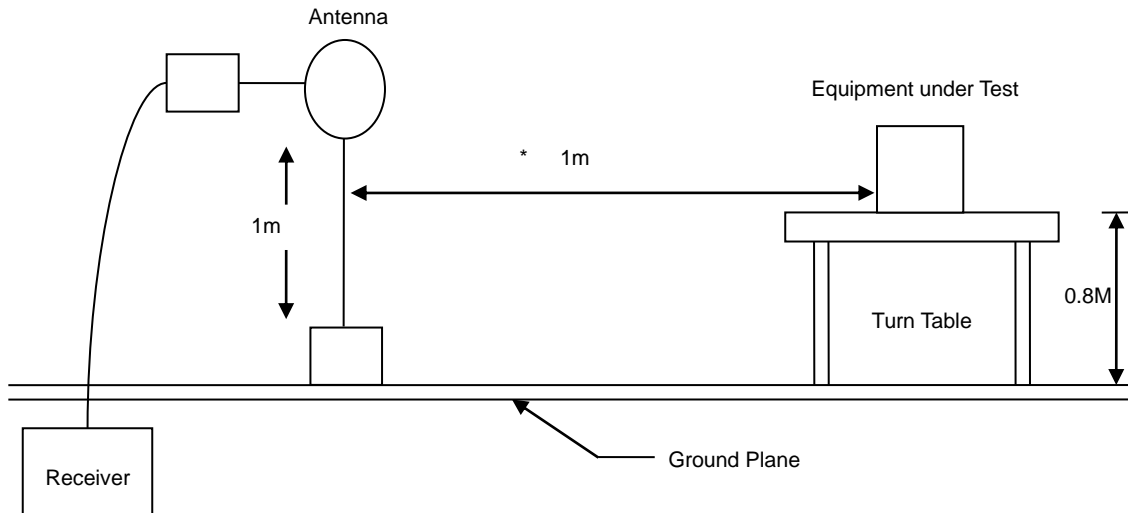 Antenna
Equipment under Test
* 1m
1m
0.8M
Turn Table
Ground Plane
Receiver